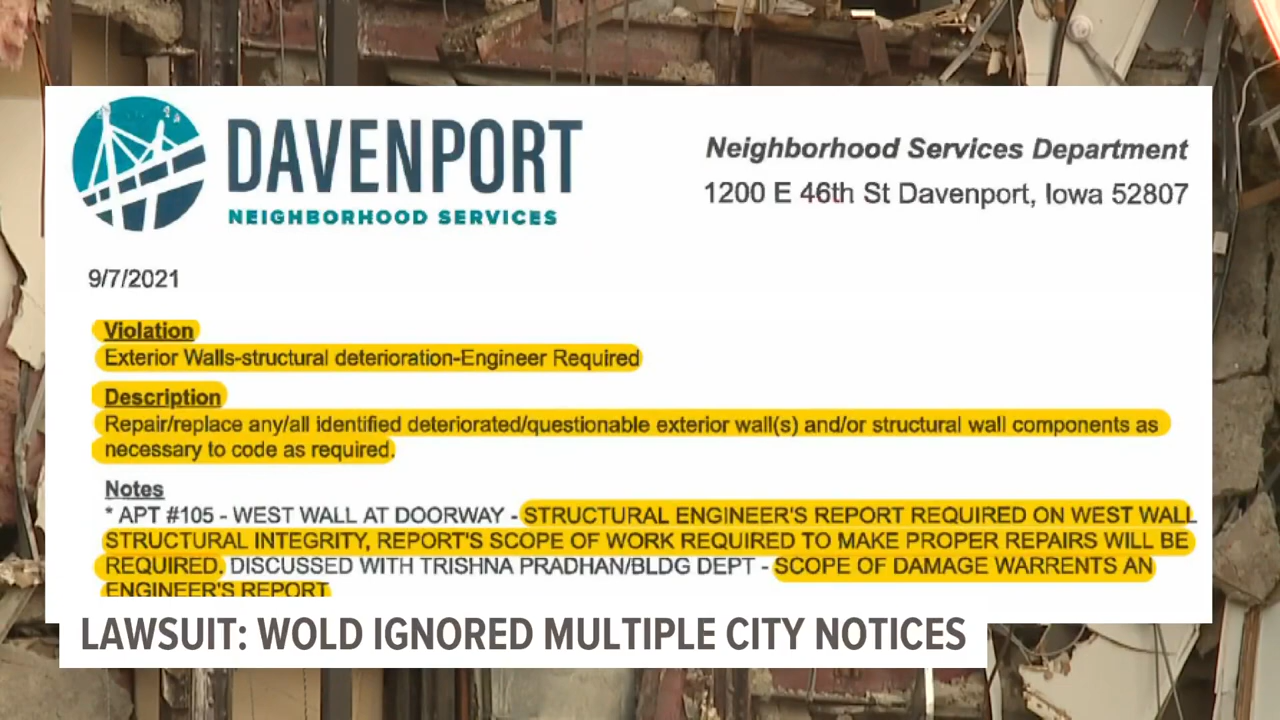 DAVENPORT
NEIGHBORHOOD SERVICES
Neighborhood Services Department
1200 E 46th St Davenport, Iowa 52807
9/7/2021
Violation
Exterior Walls-structural deterioration-Engineer Required
Description
Repair/replace any/all identified deteriorated/questionable exterior wall(s) and/or structural wall components as
necessary to code as required.
Notes
* APT #105 - WEST WALL AT DOORWAY - STRUCTURAL ENGINEER'S REPORT REQUIRED ON WEST WALL
STRUCTURAL INTEGRITY, REPORT'S SCOPE OF WORK REQUIRED TO MAKE PROPER REPAIRS WILL BE
REQUIRED. DISCUSSED WITH TRISHNA PRADHAN/BLDG DEPT - SCOPE OF DAMAGE WARRENTS AN
ENGINEER'S REPORT
LAWSUIT: WOLD IGNORED MULTIPLE CITY NOTICES